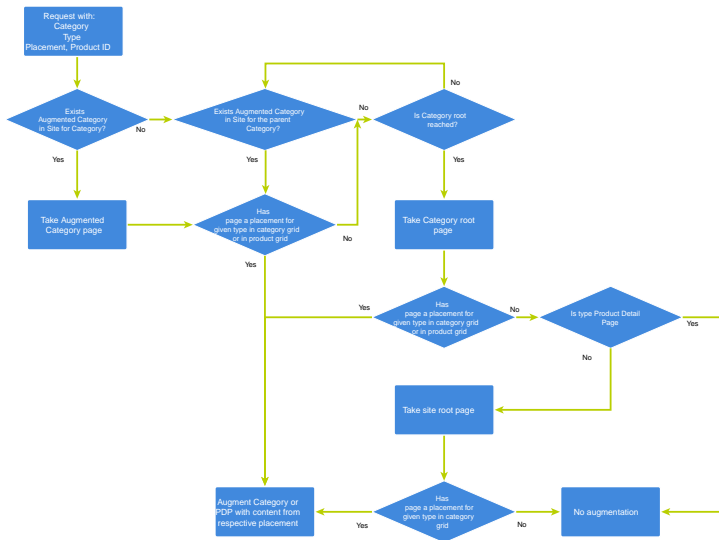 Request with:
Category
Type
Placement, Product ID
Exists
Augmented Category
in Site for Category?
No
Yes
Exists Augmented Category
in Site for the parent
Category?
No
Yes
Is Category root
reached?
No
Yes
Take Augmented
Category page
Has
page a placement for
given type in category grid
or in product grid
No
Yes
Take Category root
page
Has
page a placement for
given type in category grid
or in product grid
Yes
No
Is type Product Detail
Page
Yes
No
Take site root page
Augment Category or
PDP with content from
respective placement
Has
page a placement for
given type in category
grid
Yes
No
No augmentation